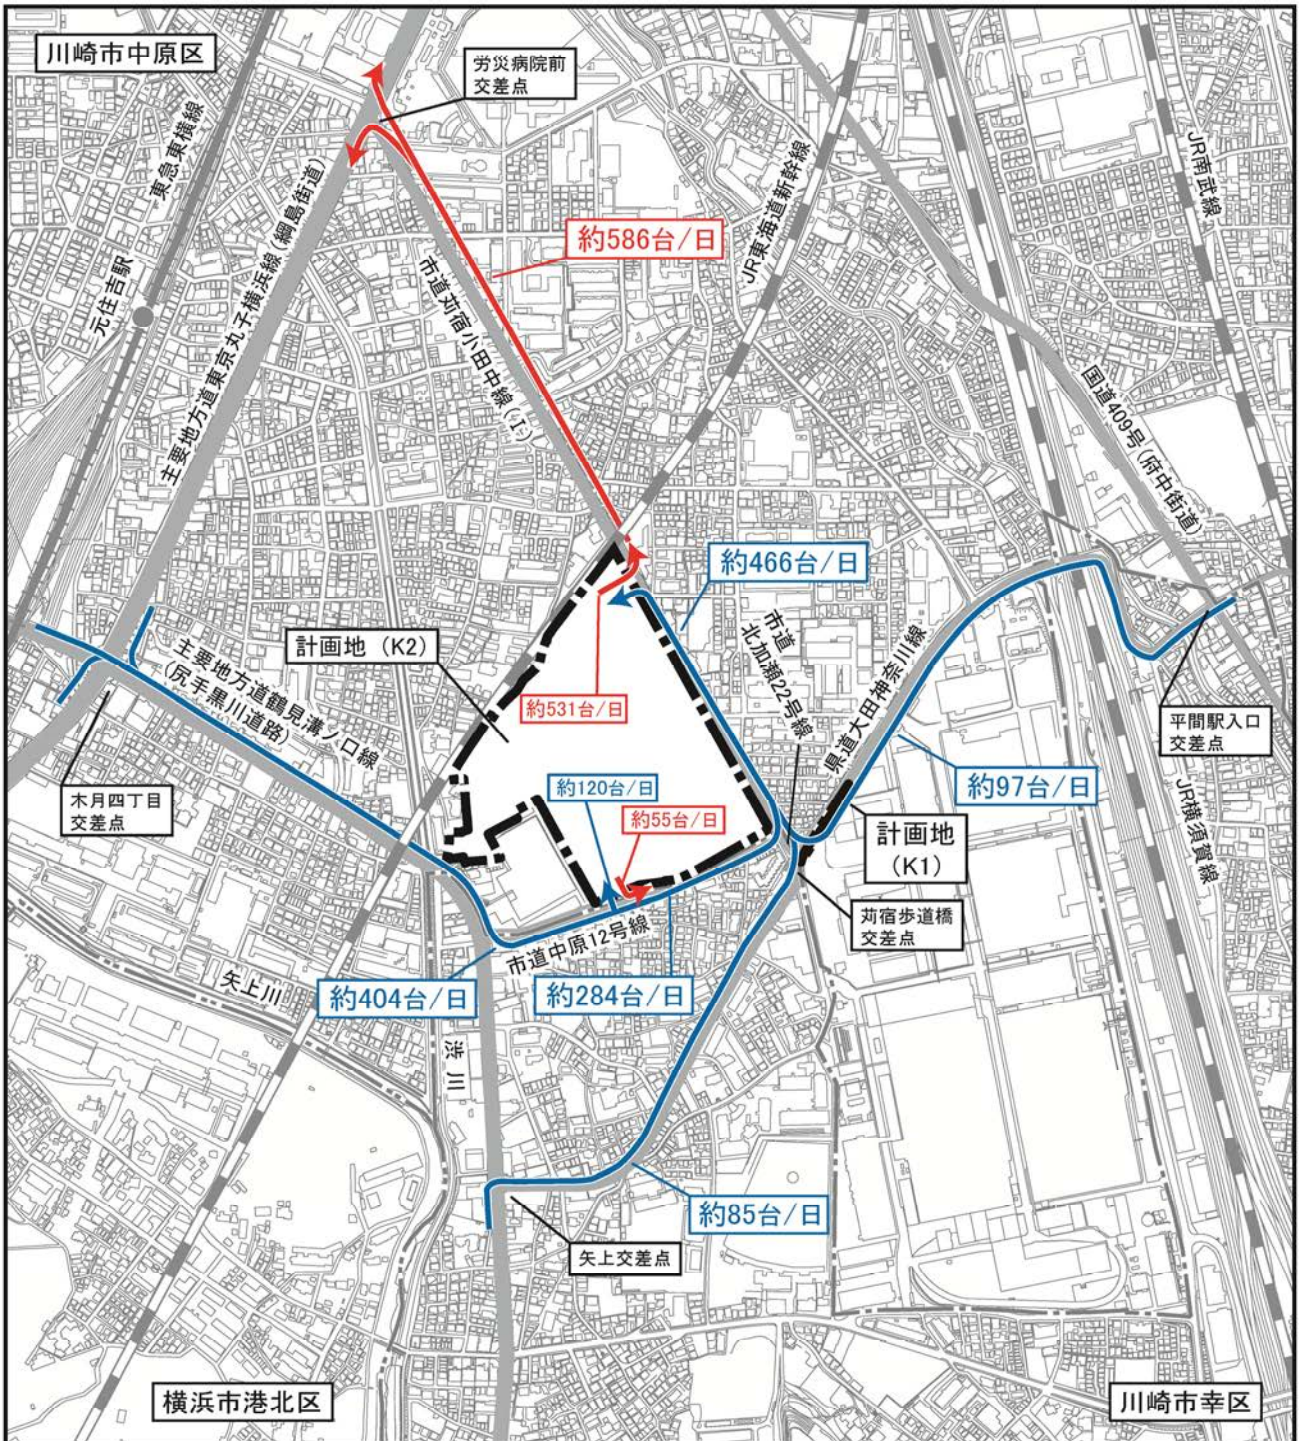 川崎市中原区
労災病院前
交差点
東急東横線
JR南武線
主要地方道東京丸子横浜線(綱島街道)
約586台/日
JR東海道新幹線
元住吉駅
市道苅宿小田中線(Ⅰ)
国道409号(府中街道)
約466台/日
計画地 (K2)
主要地方道鶴見溝ノ口線
(尻手黒川道路)
約531台/日
市道
北加瀬22号線
県道大田神奈川線
平間駅入口
交差点
木月四丁目
交差点
約120台/日
約55台/日
約97台/日
計画地
(K1)
JR横須賀線
苅宿歩道橋
交差点
市道中原12号線
矢上川
約404台/日
約284台/日
渋川
約85台/日
矢上交差点
横浜市港北区
川崎市幸区